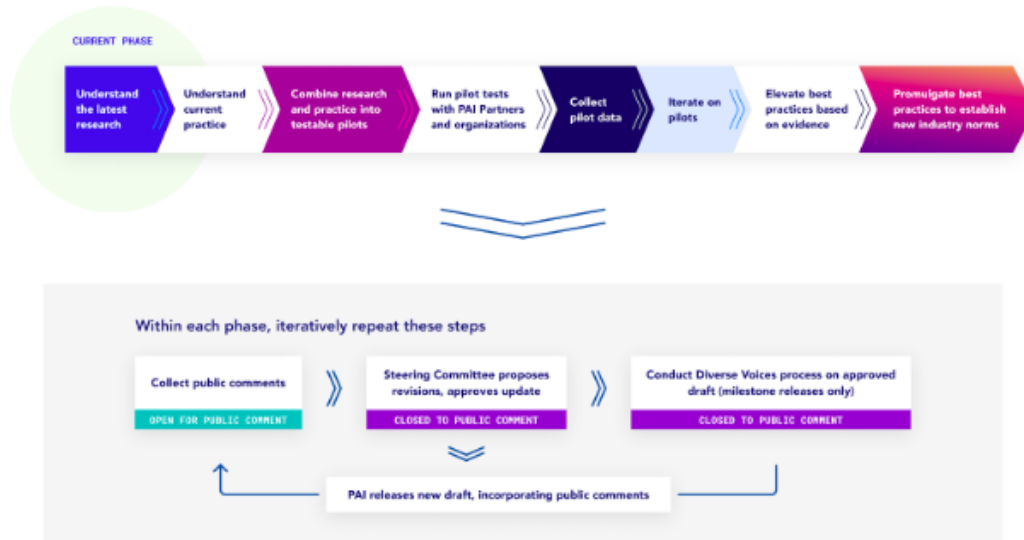 CURRENT PHASE
Understand
the latest
research
Understand
current
practice
Combine research
and practice into
testable pilots
Run pilot tests
with PAI Partners
and organizations
Collect
pilot data
Iterate on
pilots
Elevate best
practices based
on evidence
Promulgate best
practices to establish
new industry norms
Within each phase, iteratively repeat these steps
Collect public comments
OPEN FOR PUBLIC COMMENT
Steering Committee proposes
revisions, approves update
CLOSED TO PUBLIC COMMENT
Conduct Diverse Voices process on approved
draft (milestone releases only)
CLOSED TO PUBLIC COMMENT
PAI releases new draft, incorporating public comments